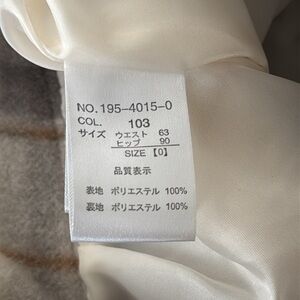 NO. 195-4015-0
COL. 103
サイズ ウエスト 63
ヒップ 90
SIZE 【0】
品質表示
表地 ポリエステル 100%
裏地 ポリエステル 100%